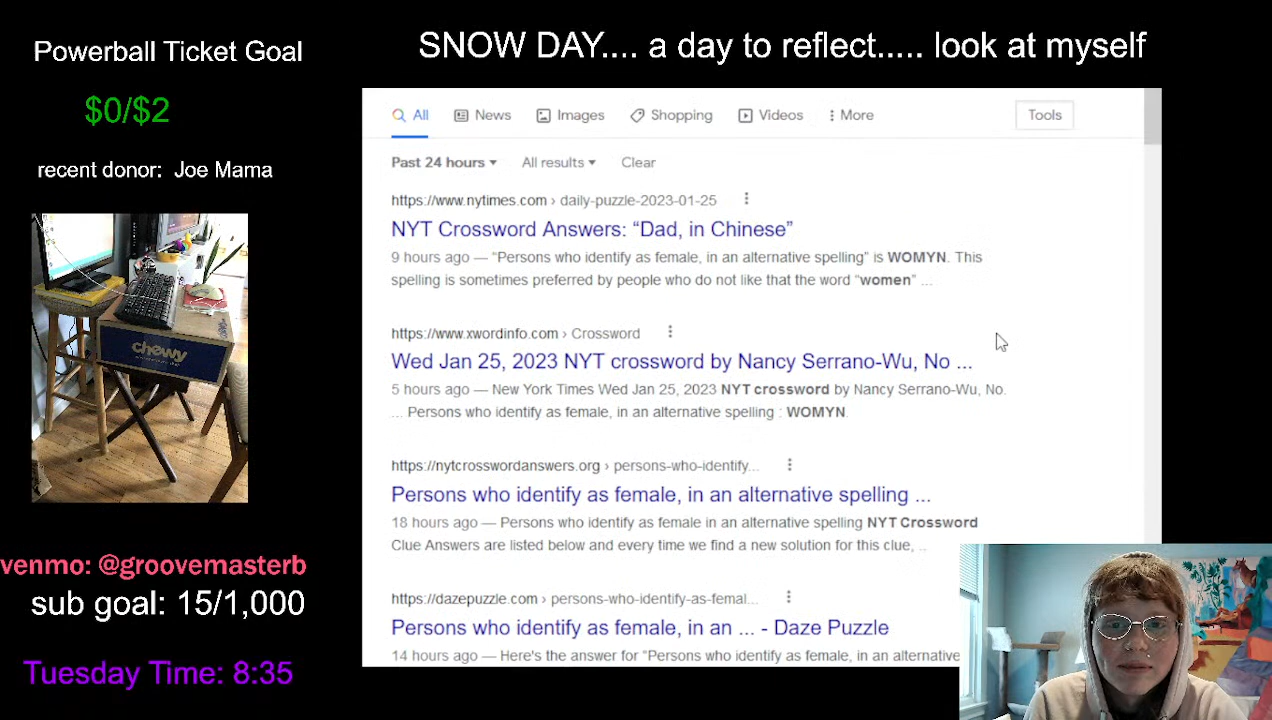 Powerball Ticket Goal
$0/$2
recent donor: Joe Mama
chewy
venmo: @groovemasterb
sub goal: 15/1,000
Tuesday Time: 8:35
SNOW DAY.... a day to reflect..... look at myself
All News Images Shopping Videos More Tools
Past 24 hours All results Clear
https://www.nytimes.com › daily-puzzle-2023-01-25
NYT Crossword Answers: “Dad, in Chinese”
9 hours ago — “Persons who identify as female, in an alternative spelling” is WOMYN. This
spelling is sometimes preferred by people who do not like that the word “women” ...
https://www.xwordinfo.com › Crossword
Wed Jan 25, 2023 NYT crossword by Nancy Serrano-Wu, No ...
5 hours ago — New York Times Wed Jan 25, 2023 NYT crossword by Nancy Serrano-Wu, No.
... Persons who identify as female, in an alternative spelling : WOMYN.
https://nytcrosswordanswers.org › persons-who-identify...
Persons who identify as female, in an alternative spelling ...
18 hours ago — Persons who identify as female in an alternative spelling NYT Crossword
Clue Answers are listed below and every time we find a new solution for this clue, ..
https://dazepuzzle.com › persons-who-identify-as-femal...
Persons who identify as female, in an ... - Daze Puzzle
14 hours ago — Here's the answer for “Persons who identify as female, in an alternative